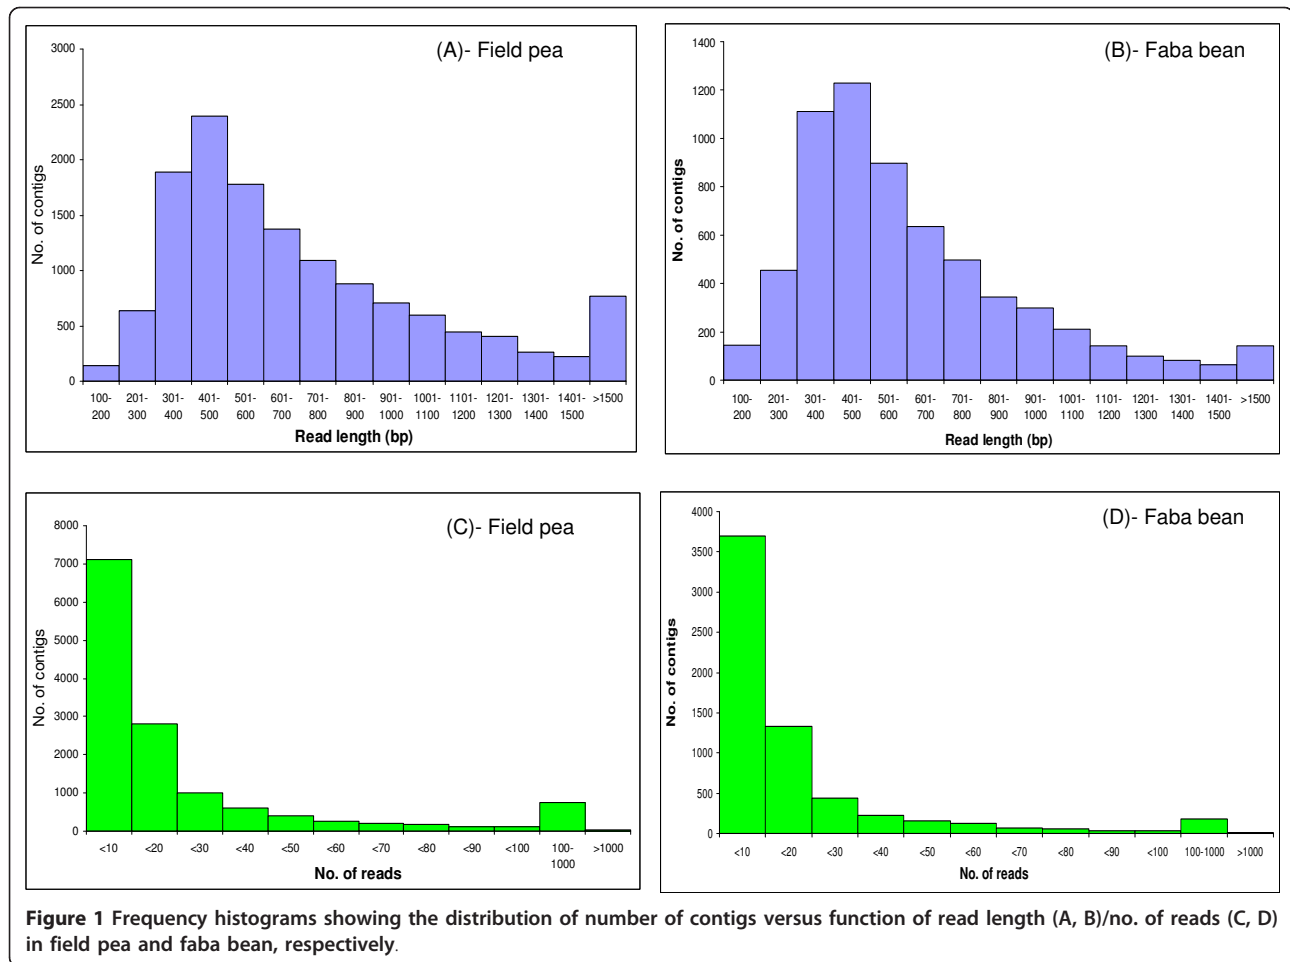 (A)- Field pea
No. of contigs
3000
2500
2000
1500
1000
500
0
100-200 201-300 301-400 401-500 501-600 601-700 701-800 801-900 901-1000 1001-1100 1101-1200 1201-1300 1301-1400 1401-1500 >1500
Read length (bp)
(B)- Faba bean
No. of contigs
1400
1200
1000
800
600
400
200
0
100-200 201-300 301-400 401-500 501-600 601-700 701-800 801-900 901-1000 1001-1100 1101-1200 1201-1300 1301-1400 1401-1500 >1500
Read length (bp)
(C)- Field pea
No. of contigs
8000
7000
6000
5000
4000
3000
2000
1000
0
<10 <20 <30 <40 <50 <60 <70 <80 <90 <100 100-1000 >1000
No. of reads
(D)- Faba bean
No. of contigs
4000
3500
3000
2500
2000
1500
1000
500
0
<10 <20 <30 <40 <50 <60 <70 <80 <90 <100 100-1000 >1000
No. of reads
Figure 1 Frequency histograms showing the distribution of number of contigs versus function of read length (A, B)/no. of reads (C, D)
in field pea and faba bean, respectively.